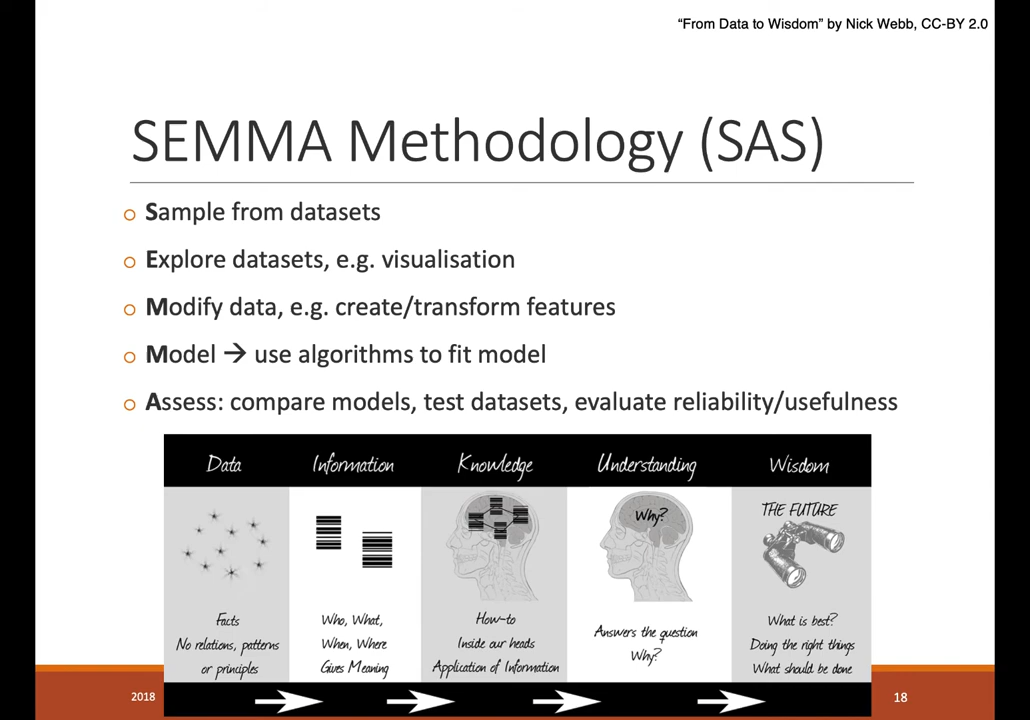 “From Data to Wisdom” by Nick Webb, CC-BY 2.0
SEMMA Methodology (SAS)
Sample from datasets
Explore datasets, e.g. visualisation
Modify data, e.g. create/transform features
Model → use algorithms to fit model
Assess: compare models, test datasets, evaluate reliability/usefulness
Data
Facts
No relations, patterns
or principles
Information
Who, What,
When, Where
Gives Meaning
Knowledge
How-to
Inside our heads
Application of Information
Understanding
Why?
Answers the question
Why?
Wisdom
THE FUTURE
What is best?
Doing the right things
What should be done
2018
18